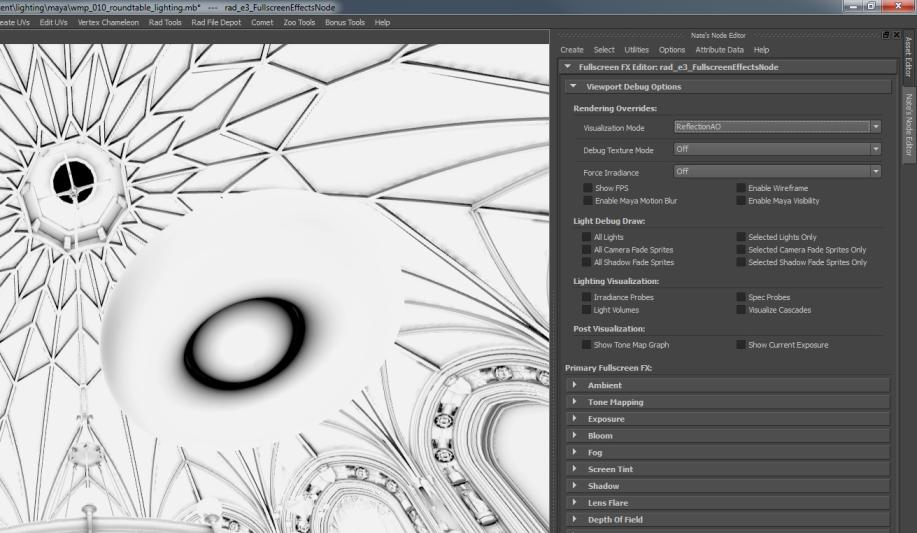 ent\lighting\maya\wmp_010_roundtable_lighting.mb* --- rad_e3_FullscreenEffectsNode
eate UVs Edit UVs Vertex Chameleon Rad Tools Rad File Depot Comet Zoo Tools Bonus Tools Help
Nate's Node Editor
Create Select Utilities Options Attribute Data Help
Fullscreen FX Editor: rad_e3_FullscreenEffectsNode
Viewport Debug Options
Rendering Overrides:
Visualization Mode ReflectionAO
Debug Texture Mode Off
Force Irradiance Off
Show FPS Enable Wireframe
Enable Maya Motion Blur Enable Maya Visibility
Light Debug Draw:
All Lights Selected Lights Only
All Camera Fade Sprites Selected Camera Fade Sprites Only
All Shadow Fade Sprites Selected Shadow Fade Sprites Only
Lighting Visualization:
Irradiance Probes Spec Probes
Light Volumes Visualize Cascades
Post Visualization:
Show Tone Map Graph Show Current Exposure
Primary Fullscreen FX:
Ambient
Tone Mapping
Exposure
Bloom
Fog
Screen Tint
Shadow
Lens Flare
Depth Of Field
Asset Editor
Nate's Node Editor